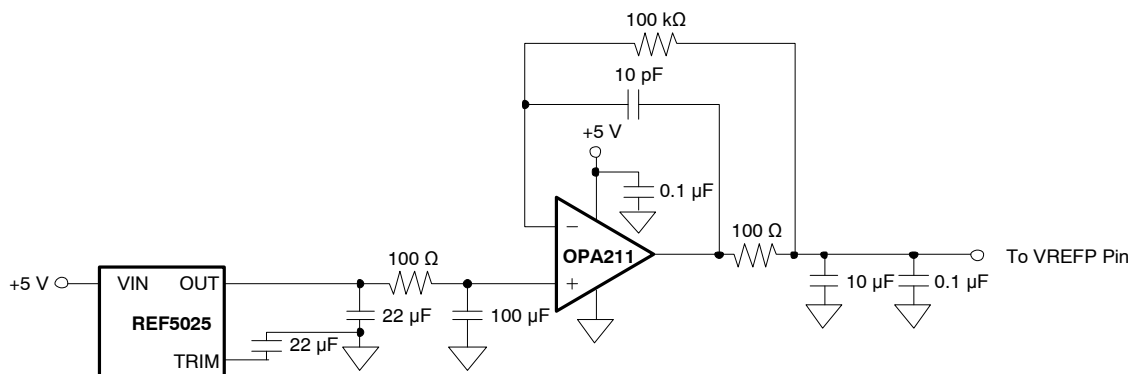 100 kΩ
10 pF
+5 V
0.1 µF
−
OPA211
+
100 Ω
To VREFP Pin
10 µF
0.1 µF
100 Ω
+5 V
VIN OUT
REF5025
TRIM
22 µF
22 µF
100 µF